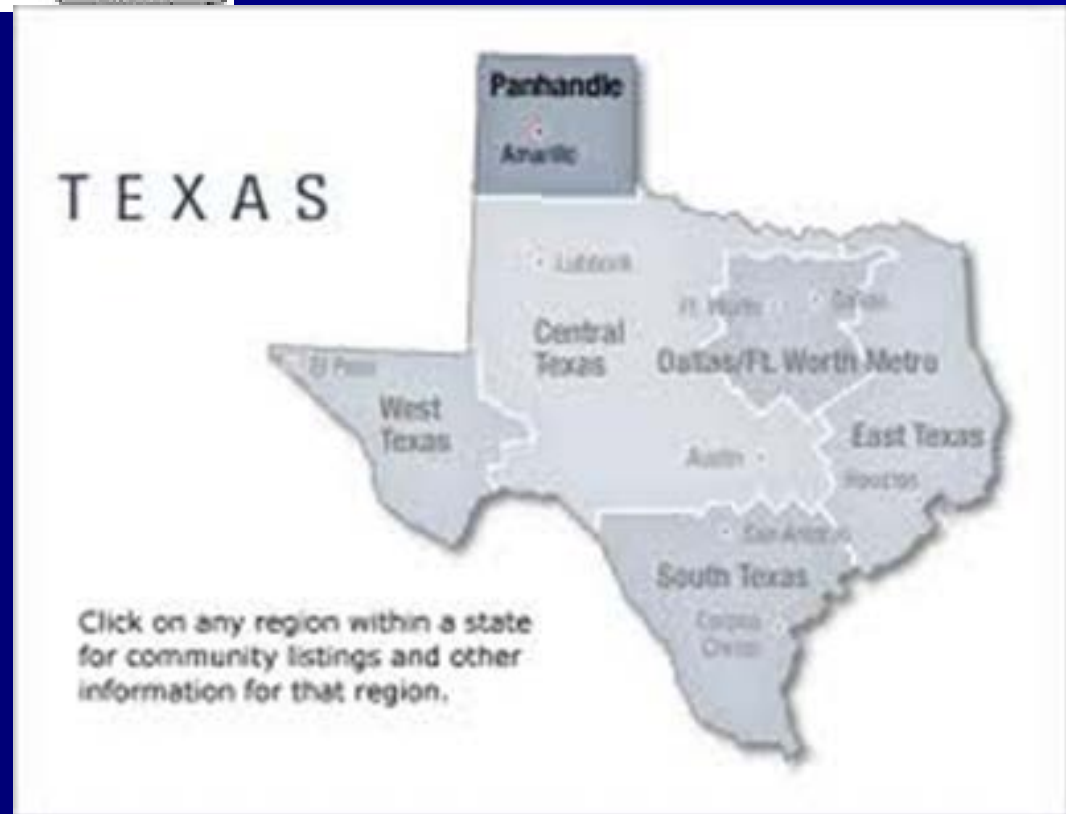 Panhandle
Amarillo
TEXAS
Lubbock
Ft. Worth
Dallas
Central
Texas
Dallas/Ft. Worth Metro
El Paso
West
Texas
East Texas
Austin
Houston
San Antonio
South Texas
Corpus
Christi
Click on any region within a state
for community listings and other
information for that region.